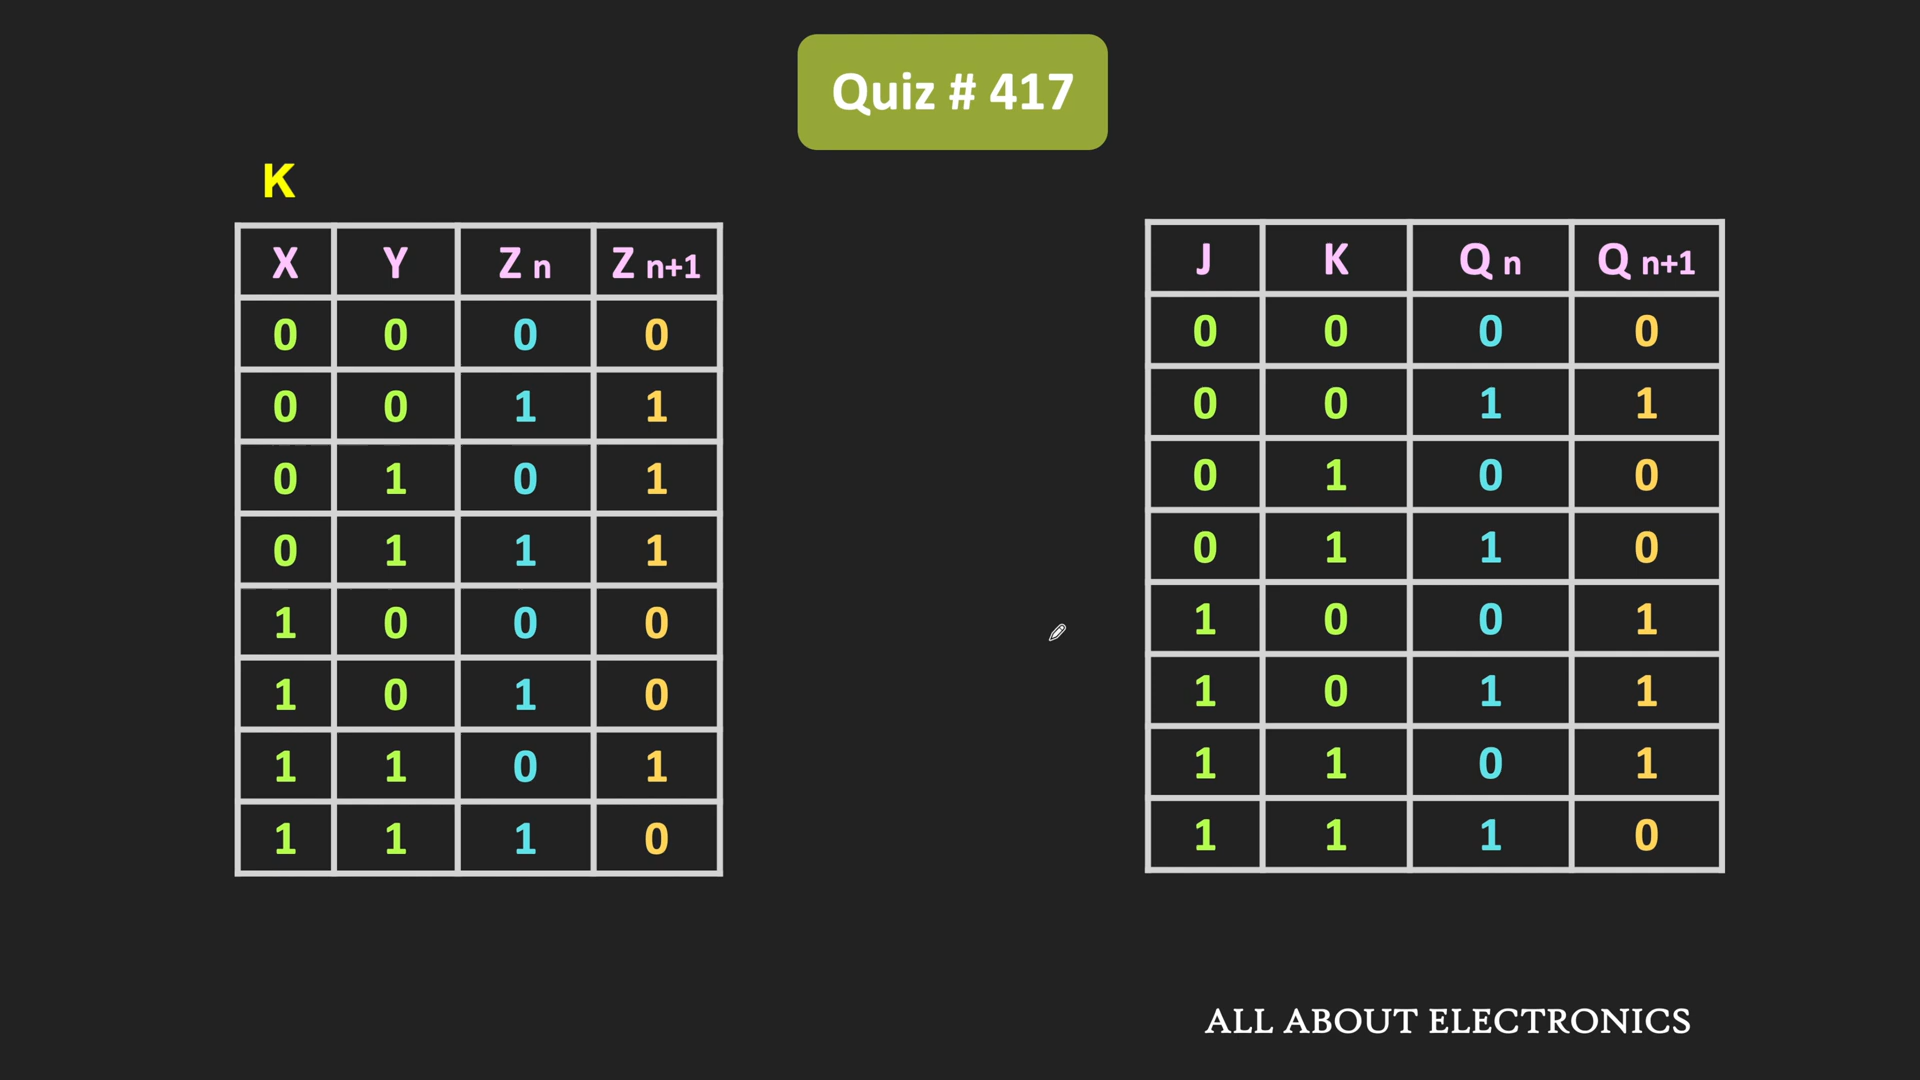 Quiz # 417
K
X Y Z n Z n+1
0 0 0 0
0 0 1 1
0 1 0 1
0 1 1 1
1 0 0 0
1 0 1 0
1 1 0 1
1 1 1 0
J K Q n Q n+1
0 0 0 0
0 0 1 1
0 1 0 0
0 1 1 0
1 0 0 1
1 0 1 1
1 1 0 1
1 1 1 0
ALL ABOUT ELECTRONICS